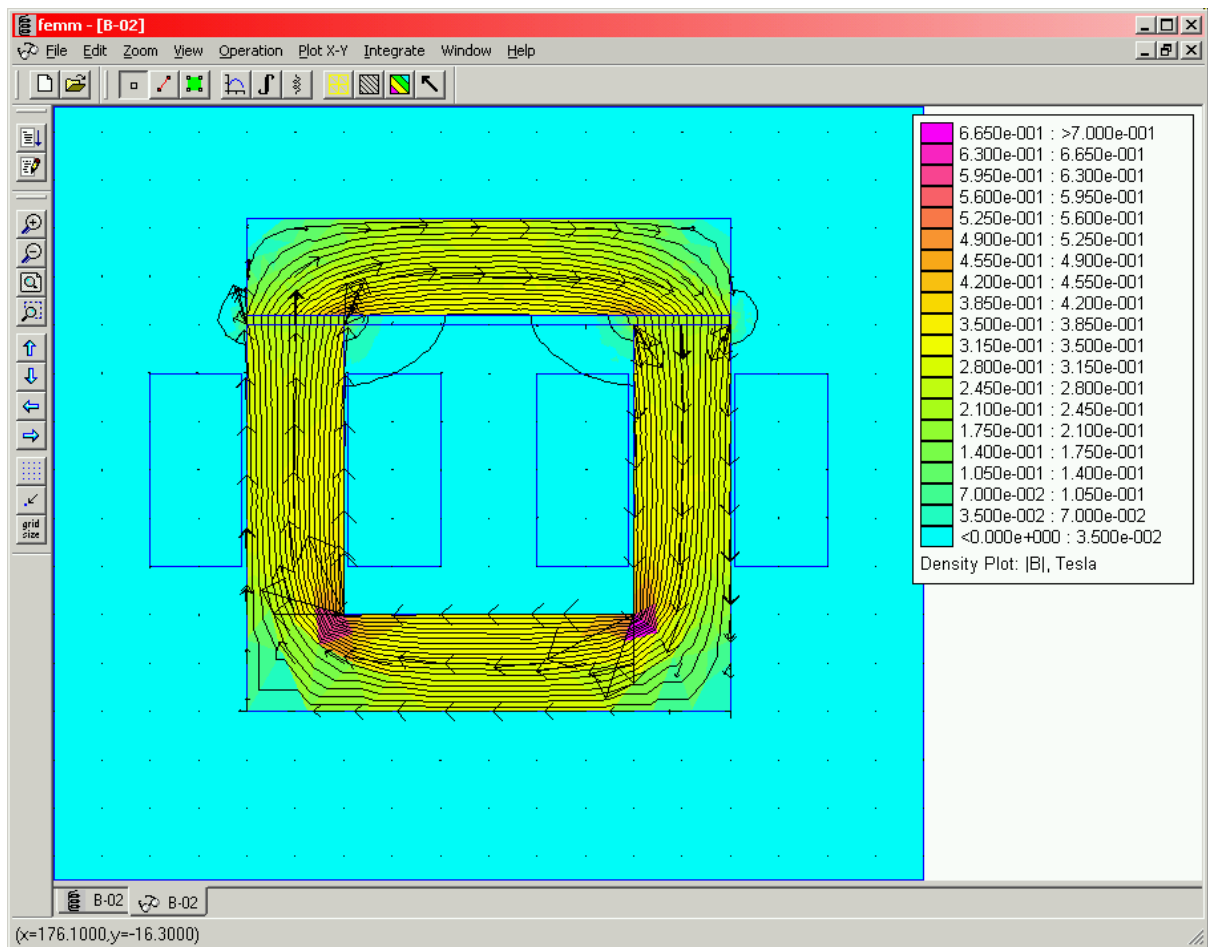 femm - [B-02]
File Edit Zoom View Operation Plot X-Y Integrate Window Help
grid
size
6.650e-001 : >7.000e-001
6.300e-001 : 6.650e-001
5.950e-001 : 6.300e-001
5.600e-001 : 5.950e-001
5.250e-001 : 5.600e-001
4.900e-001 : 5.250e-001
4.550e-001 : 4.900e-001
4.200e-001 : 4.550e-001
3.850e-001 : 4.200e-001
3.500e-001 : 3.850e-001
3.150e-001 : 3.500e-001
2.800e-001 : 3.150e-001
2.450e-001 : 2.800e-001
2.100e-001 : 2.450e-001
1.750e-001 : 2.100e-001
1.400e-001 : 1.750e-001
1.050e-001 : 1.400e-001
7.000e-002 : 1.050e-001
3.500e-002 : 7.000e-002
<0.000e+000 : 3.500e-002
Density Plot: |B|, Tesla
B-02 B-02
(x=176.1000,y=-16.3000)